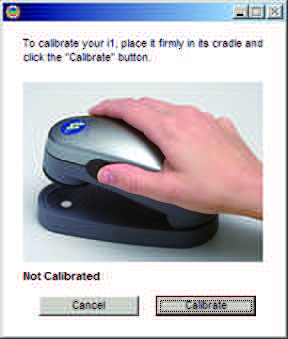 To calibrate your i1, place it firmly in its cradle and
click the "Calibrate" button.
Not Calibrated
Cancel
Calibrate